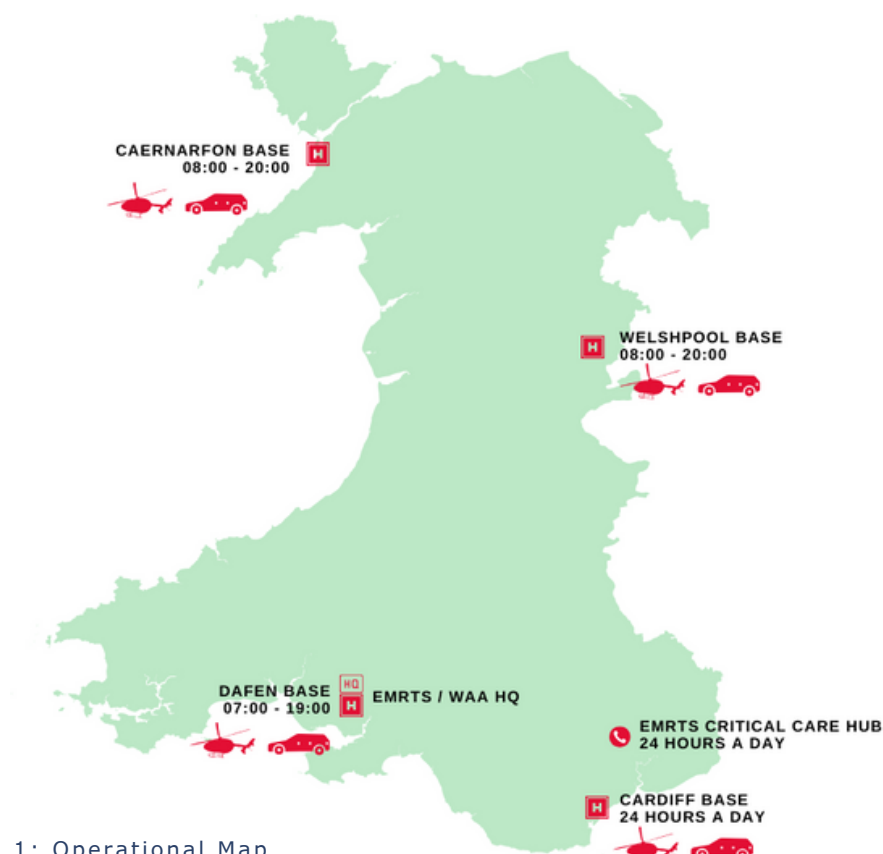 CAERNARFON BASE
08:00 - 20:00
H
WELSHPOOL BASE
08:00 - 20:00
H
HQ
DAFEN BASE
07:00 - 19:00
H
EMRTS / WAA HQ
EMRTS CRITICAL CARE HUB
24 HOURS A DAY
H
CARDIFF BASE
24 HOURS A DAY
1: Operational Map